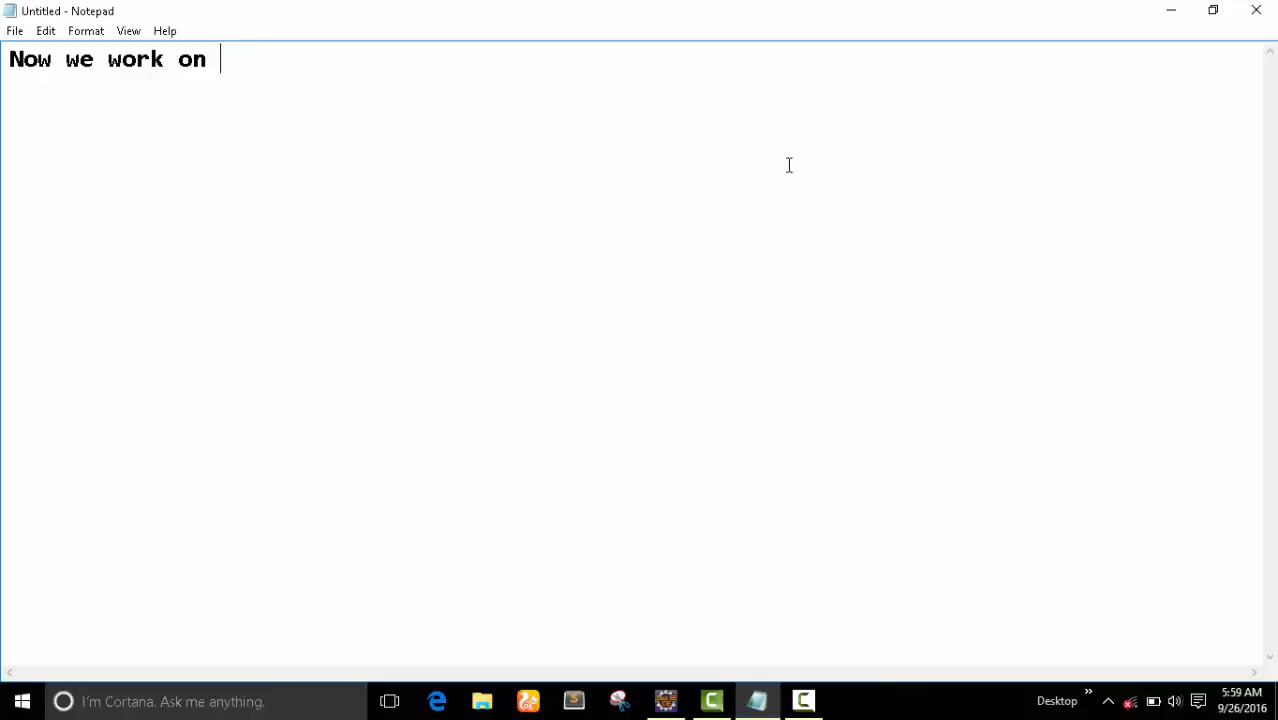 Untitled - Notepad
File Edit Format View Help
Now we work on
I'm Cortana. Ask me anything.
Desktop
5:59 AM
9/26/2016